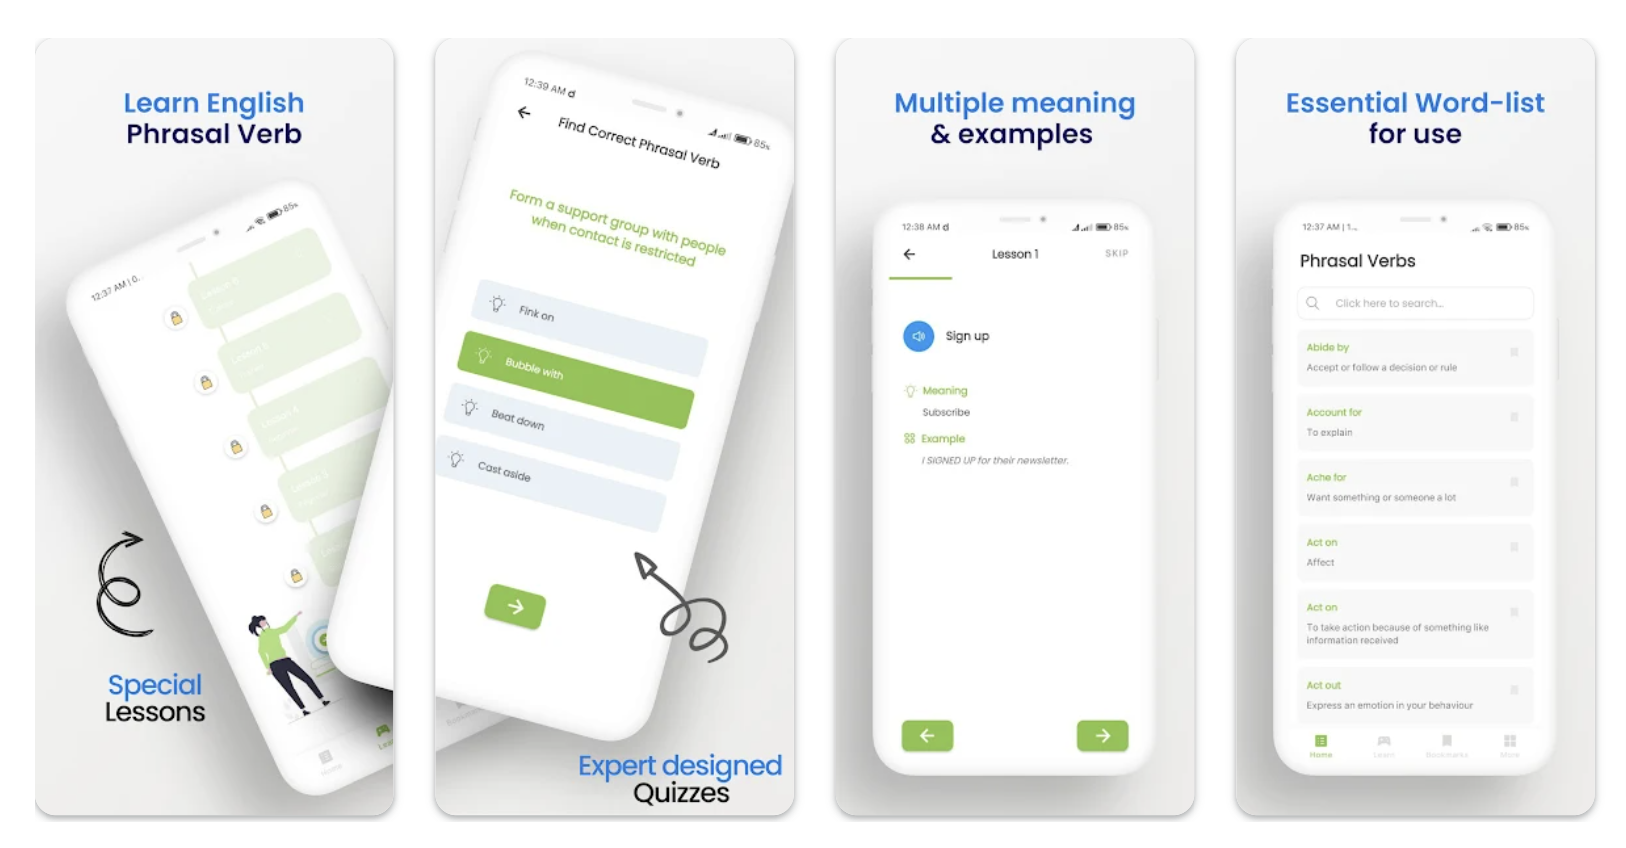 Learn English
Phrasal Verb
12:37 AM | 0..
85%
Special
Lessons
Home
12:39 AM
85%
Find Correct Phrasal Verb
Form a support group with people
when contact is restricted
Fink on
Bubble with
Beat down
Cast aside
Expert designed
Quizzes
Multiple meaning
& examples
12:38 AM
85%
Lesson 1
SKIP
Sign up
Meaning
Subscribe
Example
I SIGNED UP for their newsletter.
Essential Word-list
for use
12:37 AM | 1...
85%
Phrasal Verbs
Click here to search...
Abide by
Accept or follow a decision or rule
Account for
To explain
Ache for
Want something or someone a lot
Act on
Affect
Act on
To take action because of something like
information received
Act out
Express an emotion in your behaviour
Home
Learn
Bookmarks
More